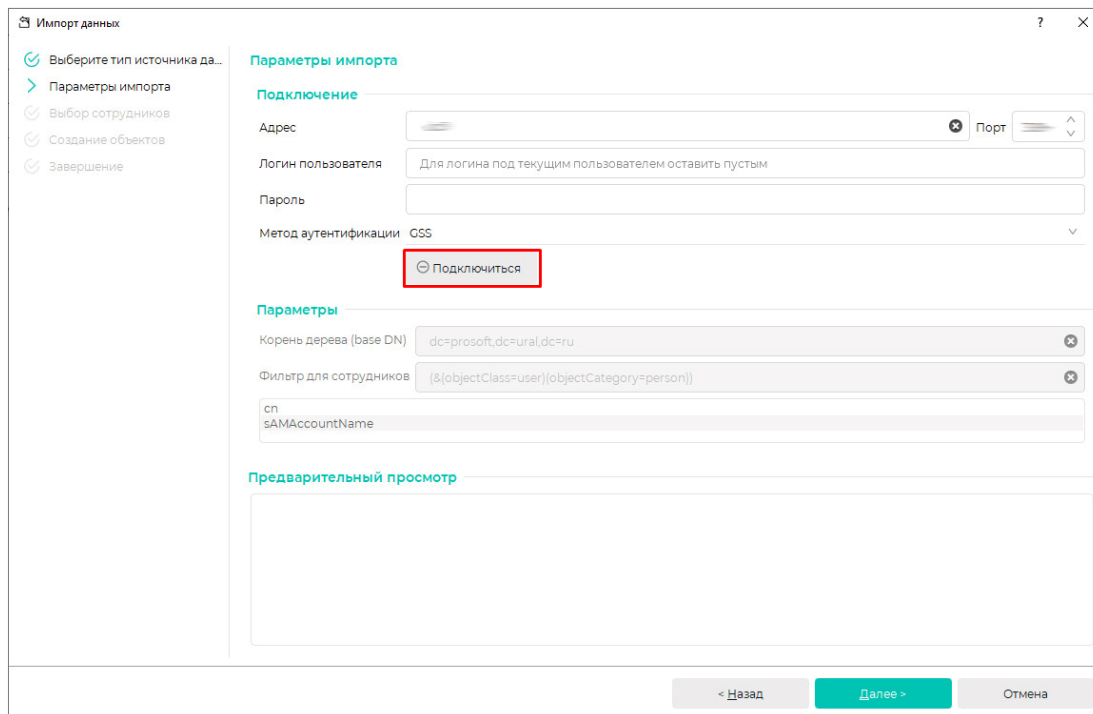 Импорт данных
?
Выберите тип источника да...
Параметры импорта
Выбор сотрудников
Создание объектов
Завершение
Параметры импорта
Подключение
Адрес
Порт
Логин пользователя Для логина под текущим пользователем оставить пустым
Пароль
Метод аутентификации GSS
Подключиться
Параметры
Корень дерева (base DN) dc=prosoft,dc=ural,dc=ru
Фильтр для сотрудников (&(objectClass=user)(objectCategory=person))
cn
sAMAccountName
Предварительный просмотр
< Назад
Далее >
Отмена